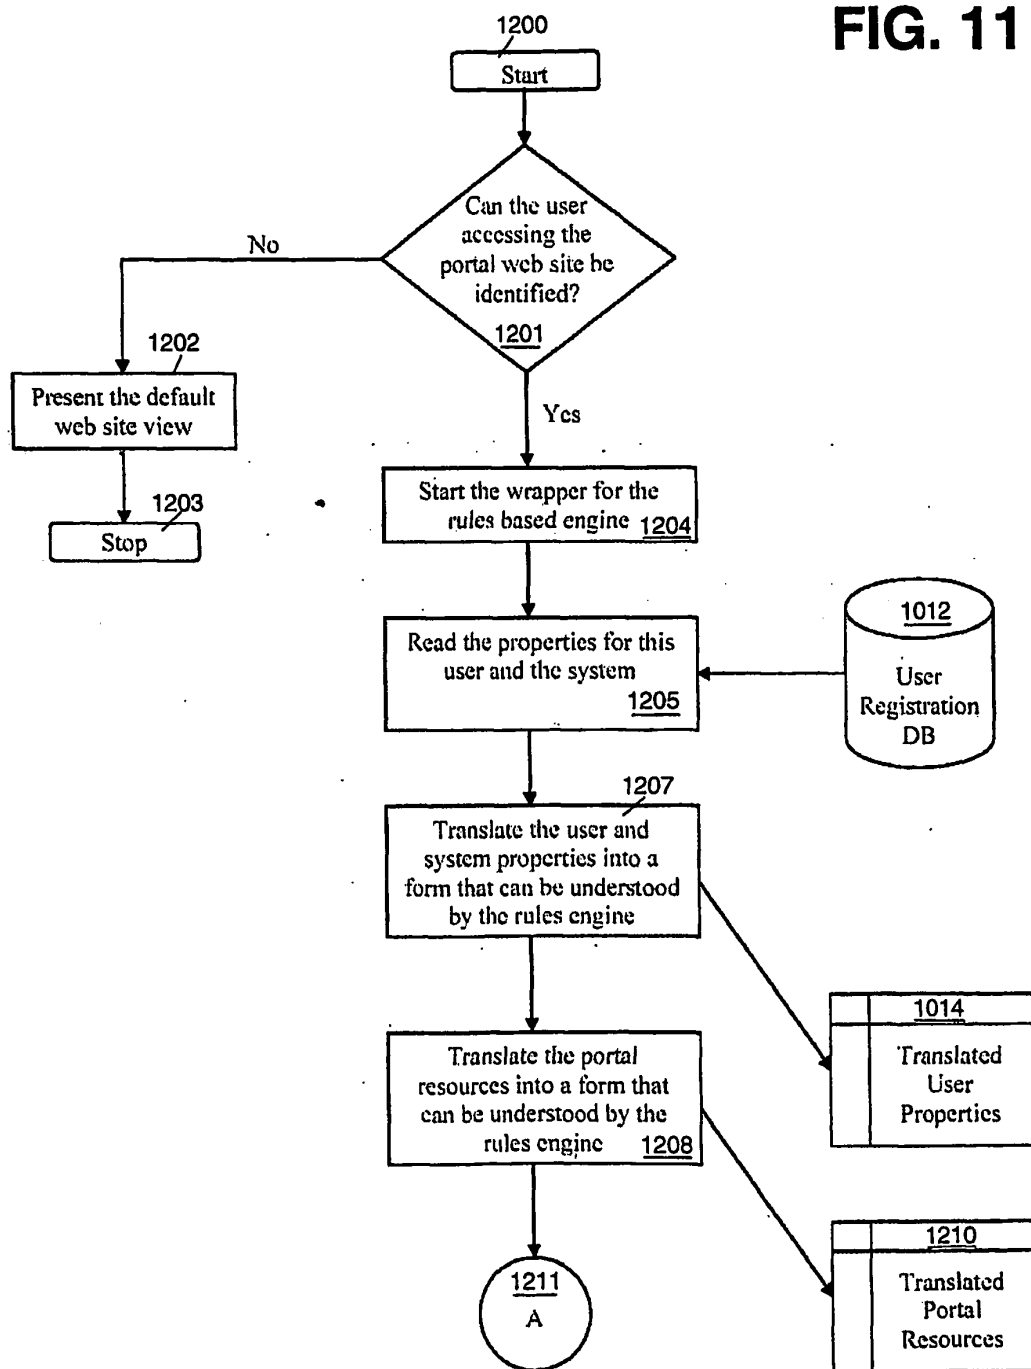 FIG. 11
1200
Start
Can the user
accessing the
portal web site be
identified?
1201
No
Yes
1202
Present the default
web site view
1203
Stop
Start the wrapper for the
rules based engine 1204
Read the properties for this
user and the system
1205
1012
User
Registration
DB
1207
Translate the user and
system properties into a
form that can be understood
by the rules engine
1014
Translated
User
Properties
Translate the portal
resources into a form that
can be understood by the
rules engine 1208
1210
Translated
Portal
Resources
1211
A